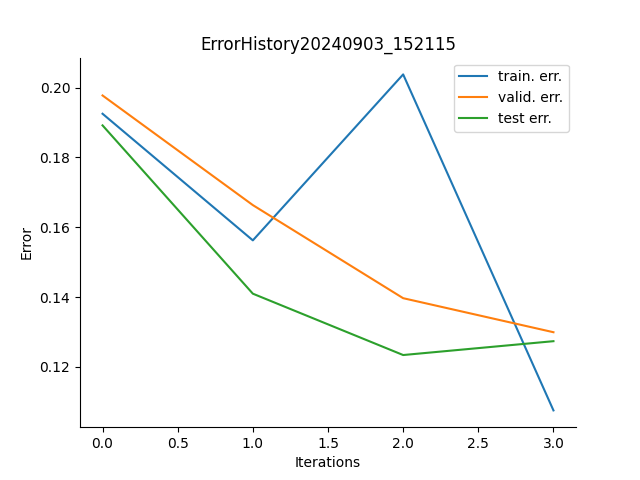 ErrorHistory20240903_152115
train. err.
valid. err.
test err.
0.20
0.18
0.16
0.14
0.12
Error
0.0 0.5 1.0 1.5 2.0 2.5 3.0
Iterations